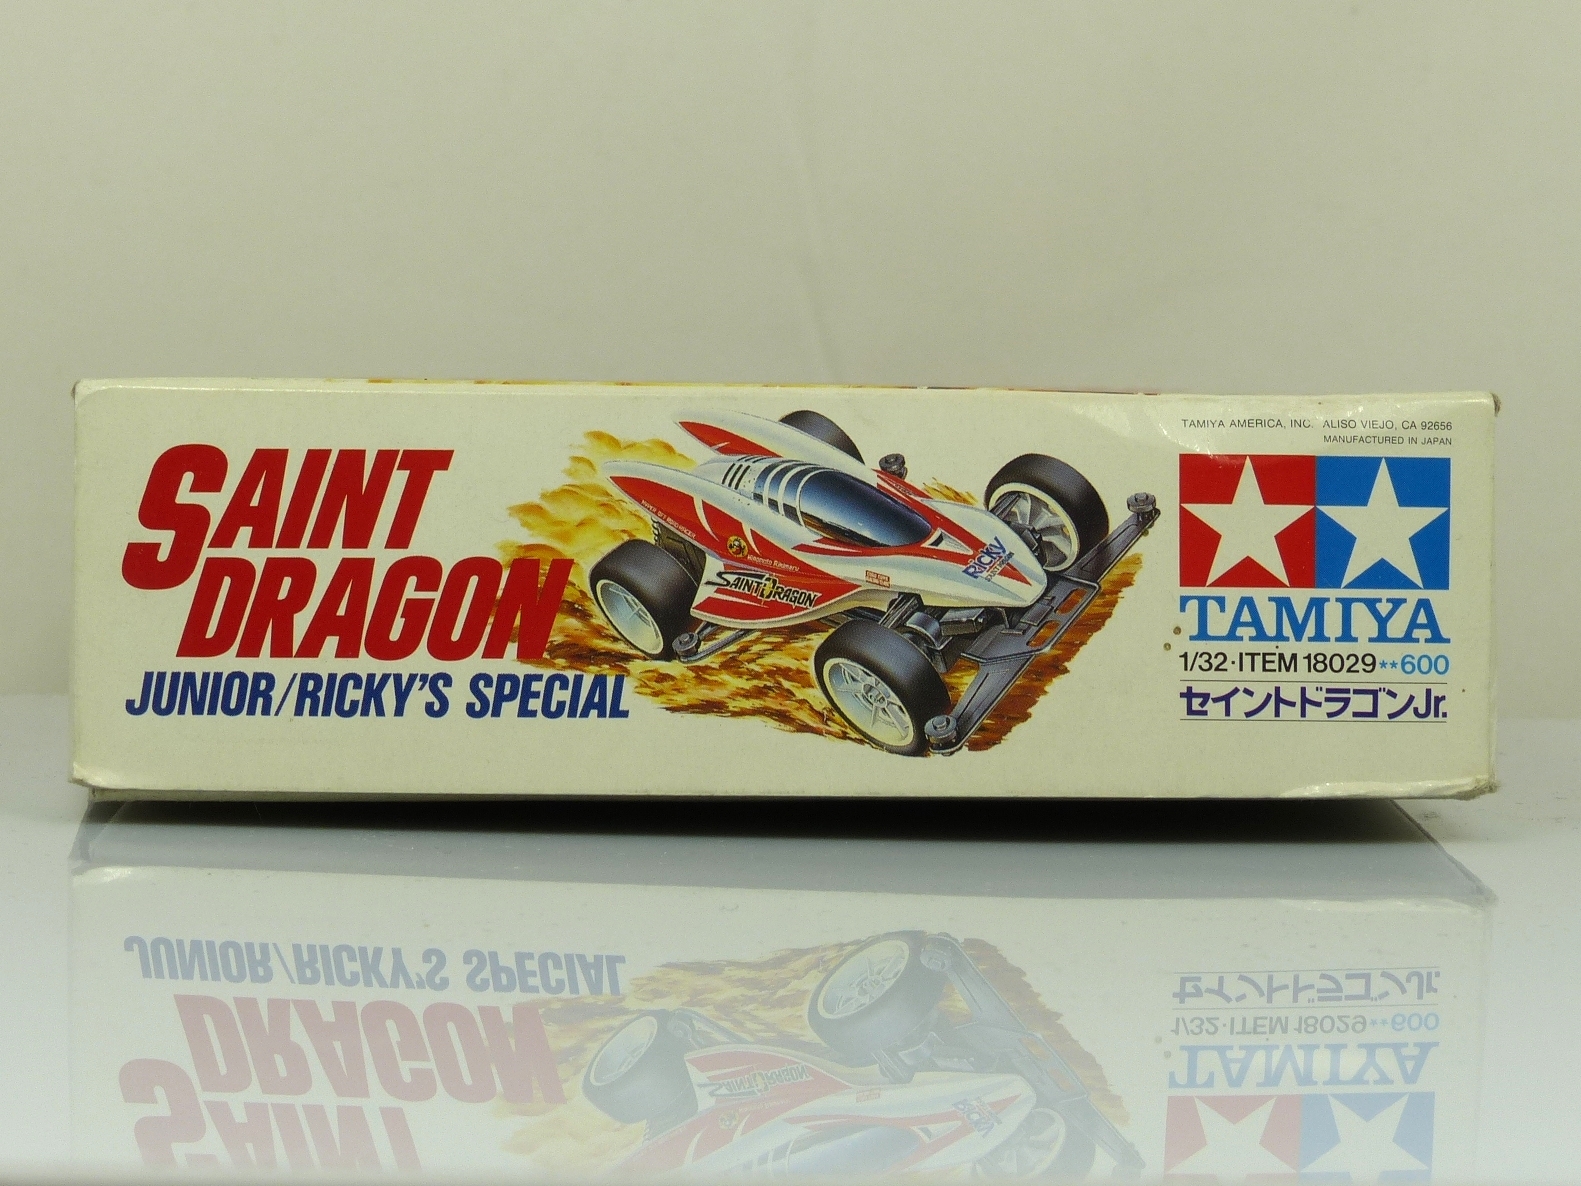 SAINT
DRAGON
JUNIOR/RICKY'S SPECIAL
SAINT DRAGON
RICKY
TAMIYA AMERICA, INC. ALISO VIEJO, CA 92656
MANUFACTURED IN JAPAN
TAMIYA
1/32·ITEM 18029**600
セイントドラゴンJr.